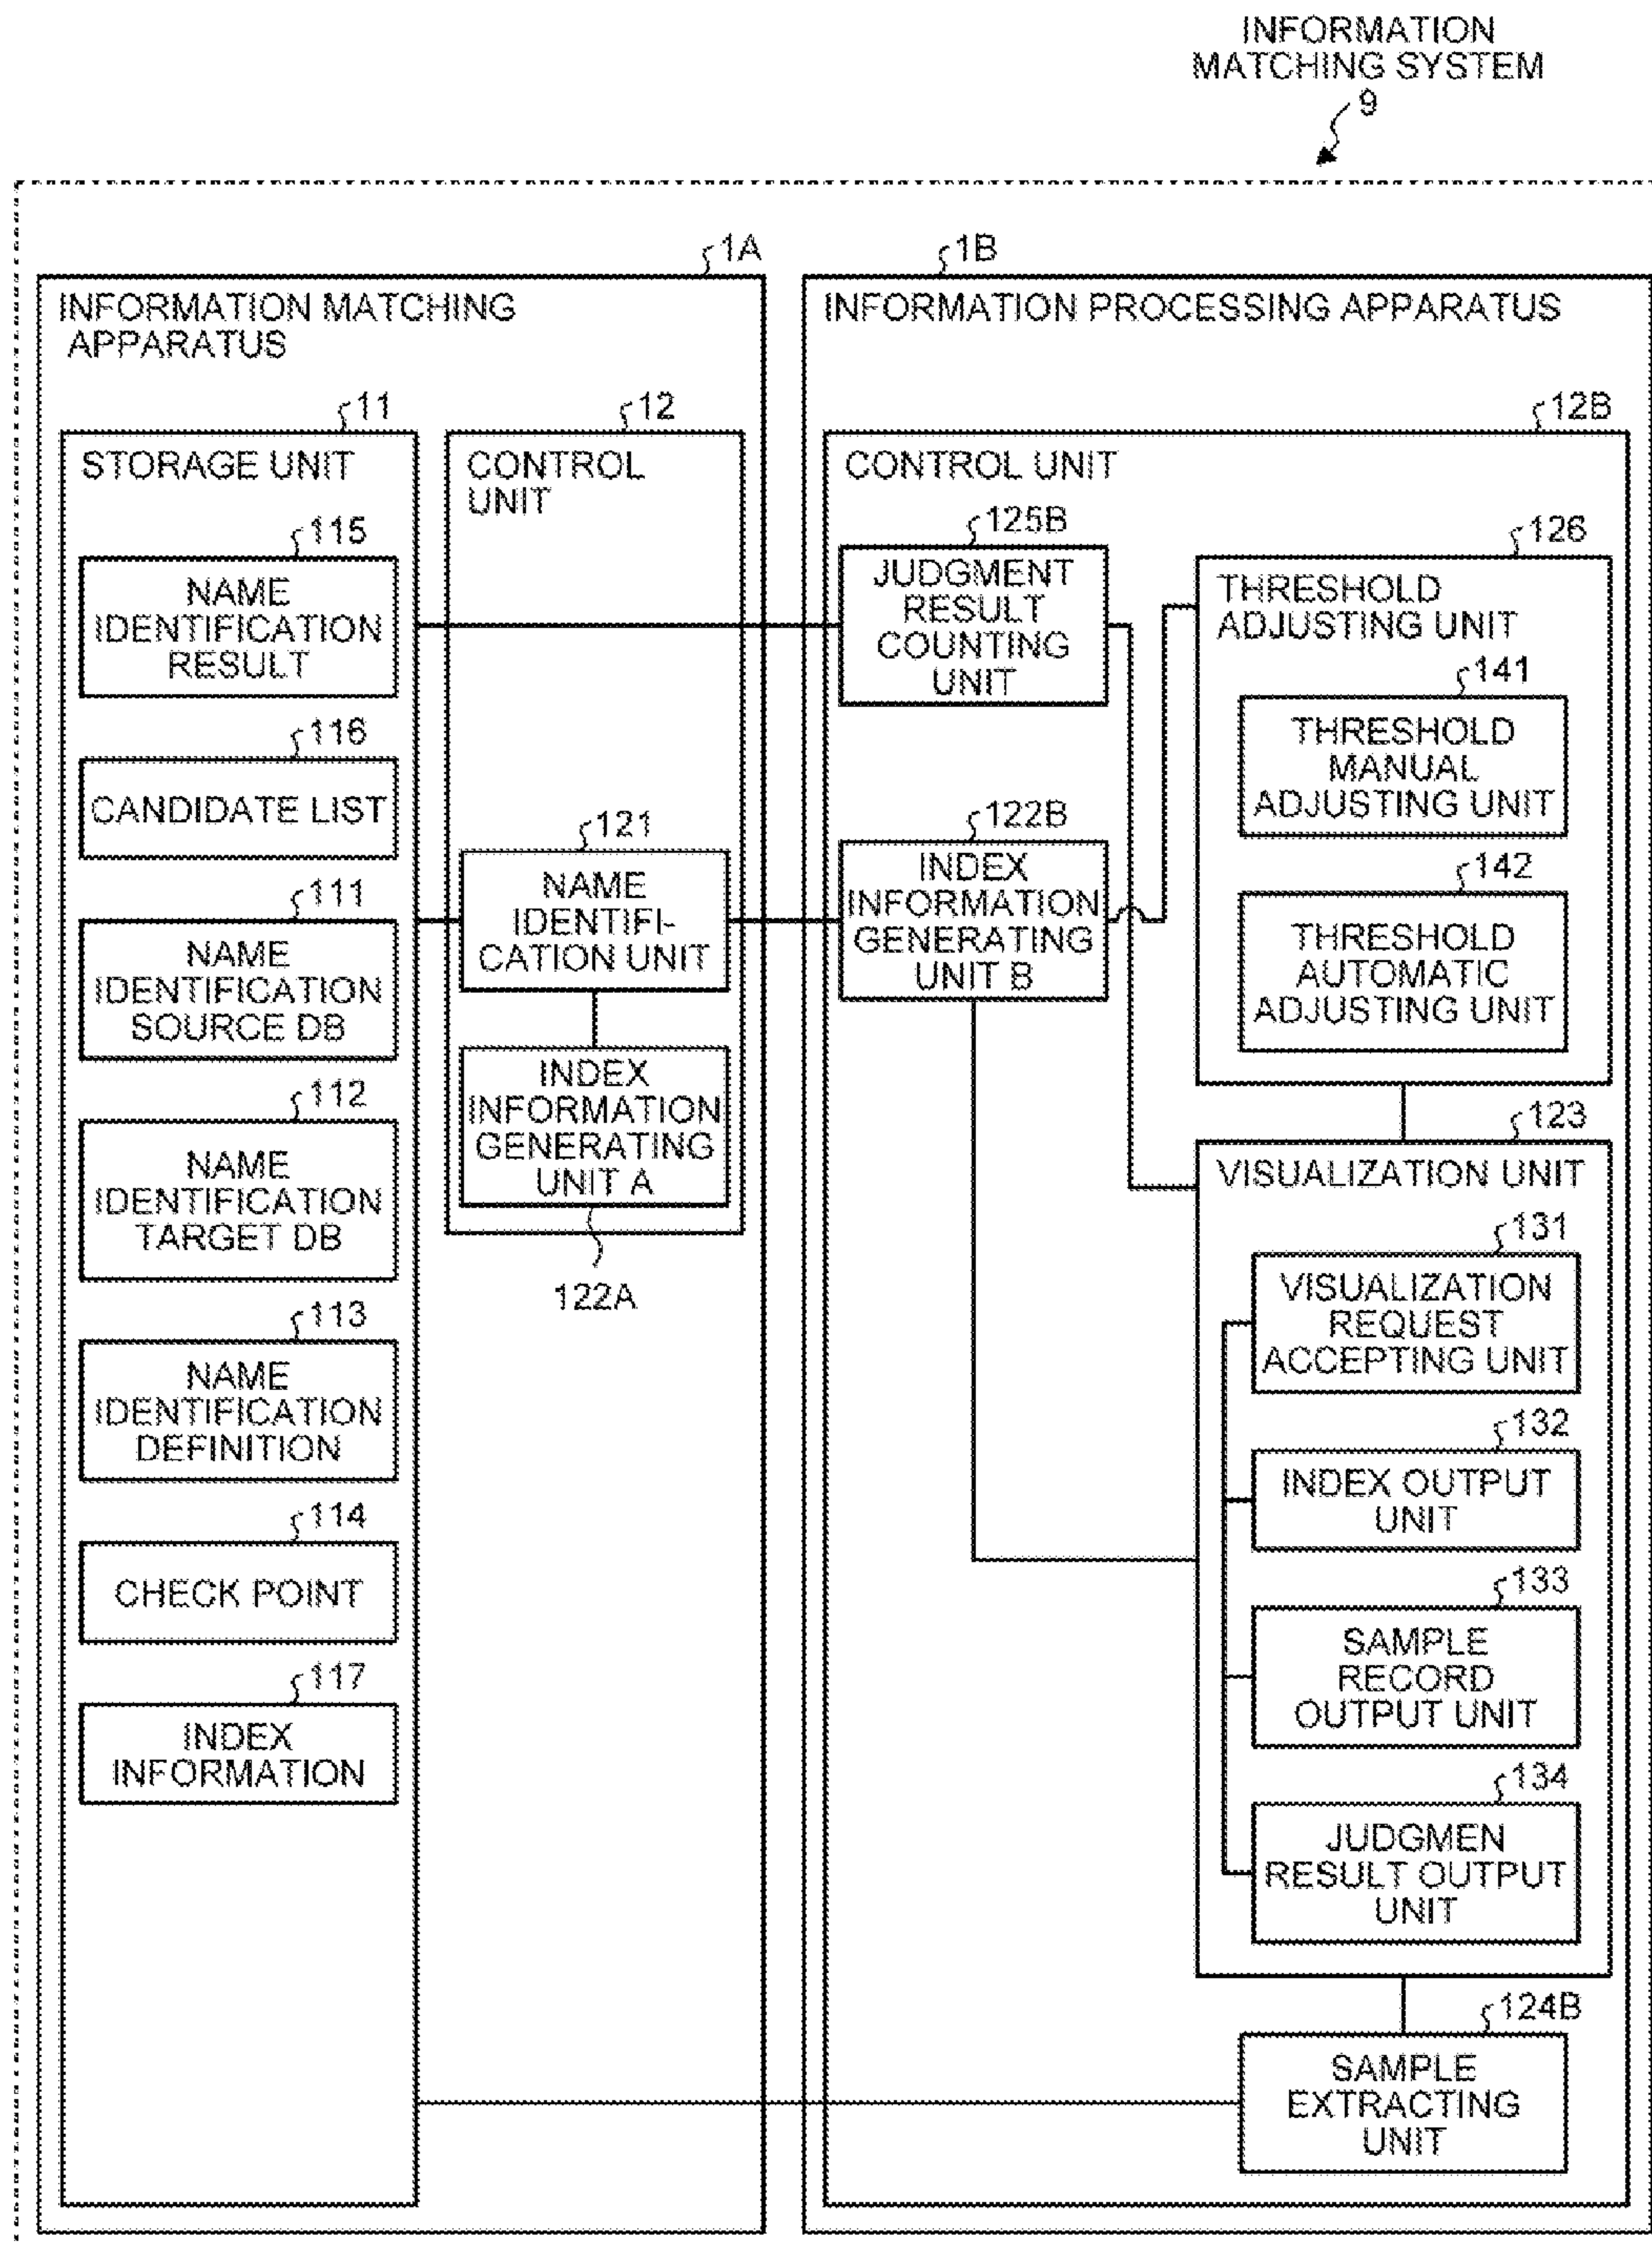 INFORMATION
MATCHING SYSTEM
9
1A
INFORMATION MATCHING
APPARATUS
11
STORAGE UNIT
115
NAME
IDENTIFICATION
RESULT
116
CANDIDATE LIST
111
NAME
IDENTIFICATION
SOURCE DB
112
NAME
IDENTIFICATION
TARGET DB
113
NAME
IDENTIFICATION
DEFINITION
114
CHECK POINT
117
INDEX
INFORMATION
12
CONTROL
UNIT
121
NAME
IDENTIFI-
CATION UNIT
INDEX
INFORMATION
GENERATING
UNIT A
122A
1B
INFORMATION PROCESSING APPARATUS
12B
CONTROL UNIT
125B
JUDGMENT
RESULT
COUNTING
UNIT
122B
INDEX
INFORMATION
GENERATING
UNIT B
126
THRESHOLD
ADJUSTING UNIT
141
THRESHOLD
MANUAL
ADJUSTING UNIT
142
THRESHOLD
AUTOMATIC
ADJUSTING UNIT
123
VISUALIZATION UNIT
131
VISUALIZATION
REQUEST
ACCEPTING UNIT
132
INDEX OUTPUT
UNIT
133
SAMPLE
RECORD
OUTPUT UNIT
134
JUDGMEN
RESULT OUTPUT
UNIT
124B
SAMPLE
EXTRACTING
UNIT